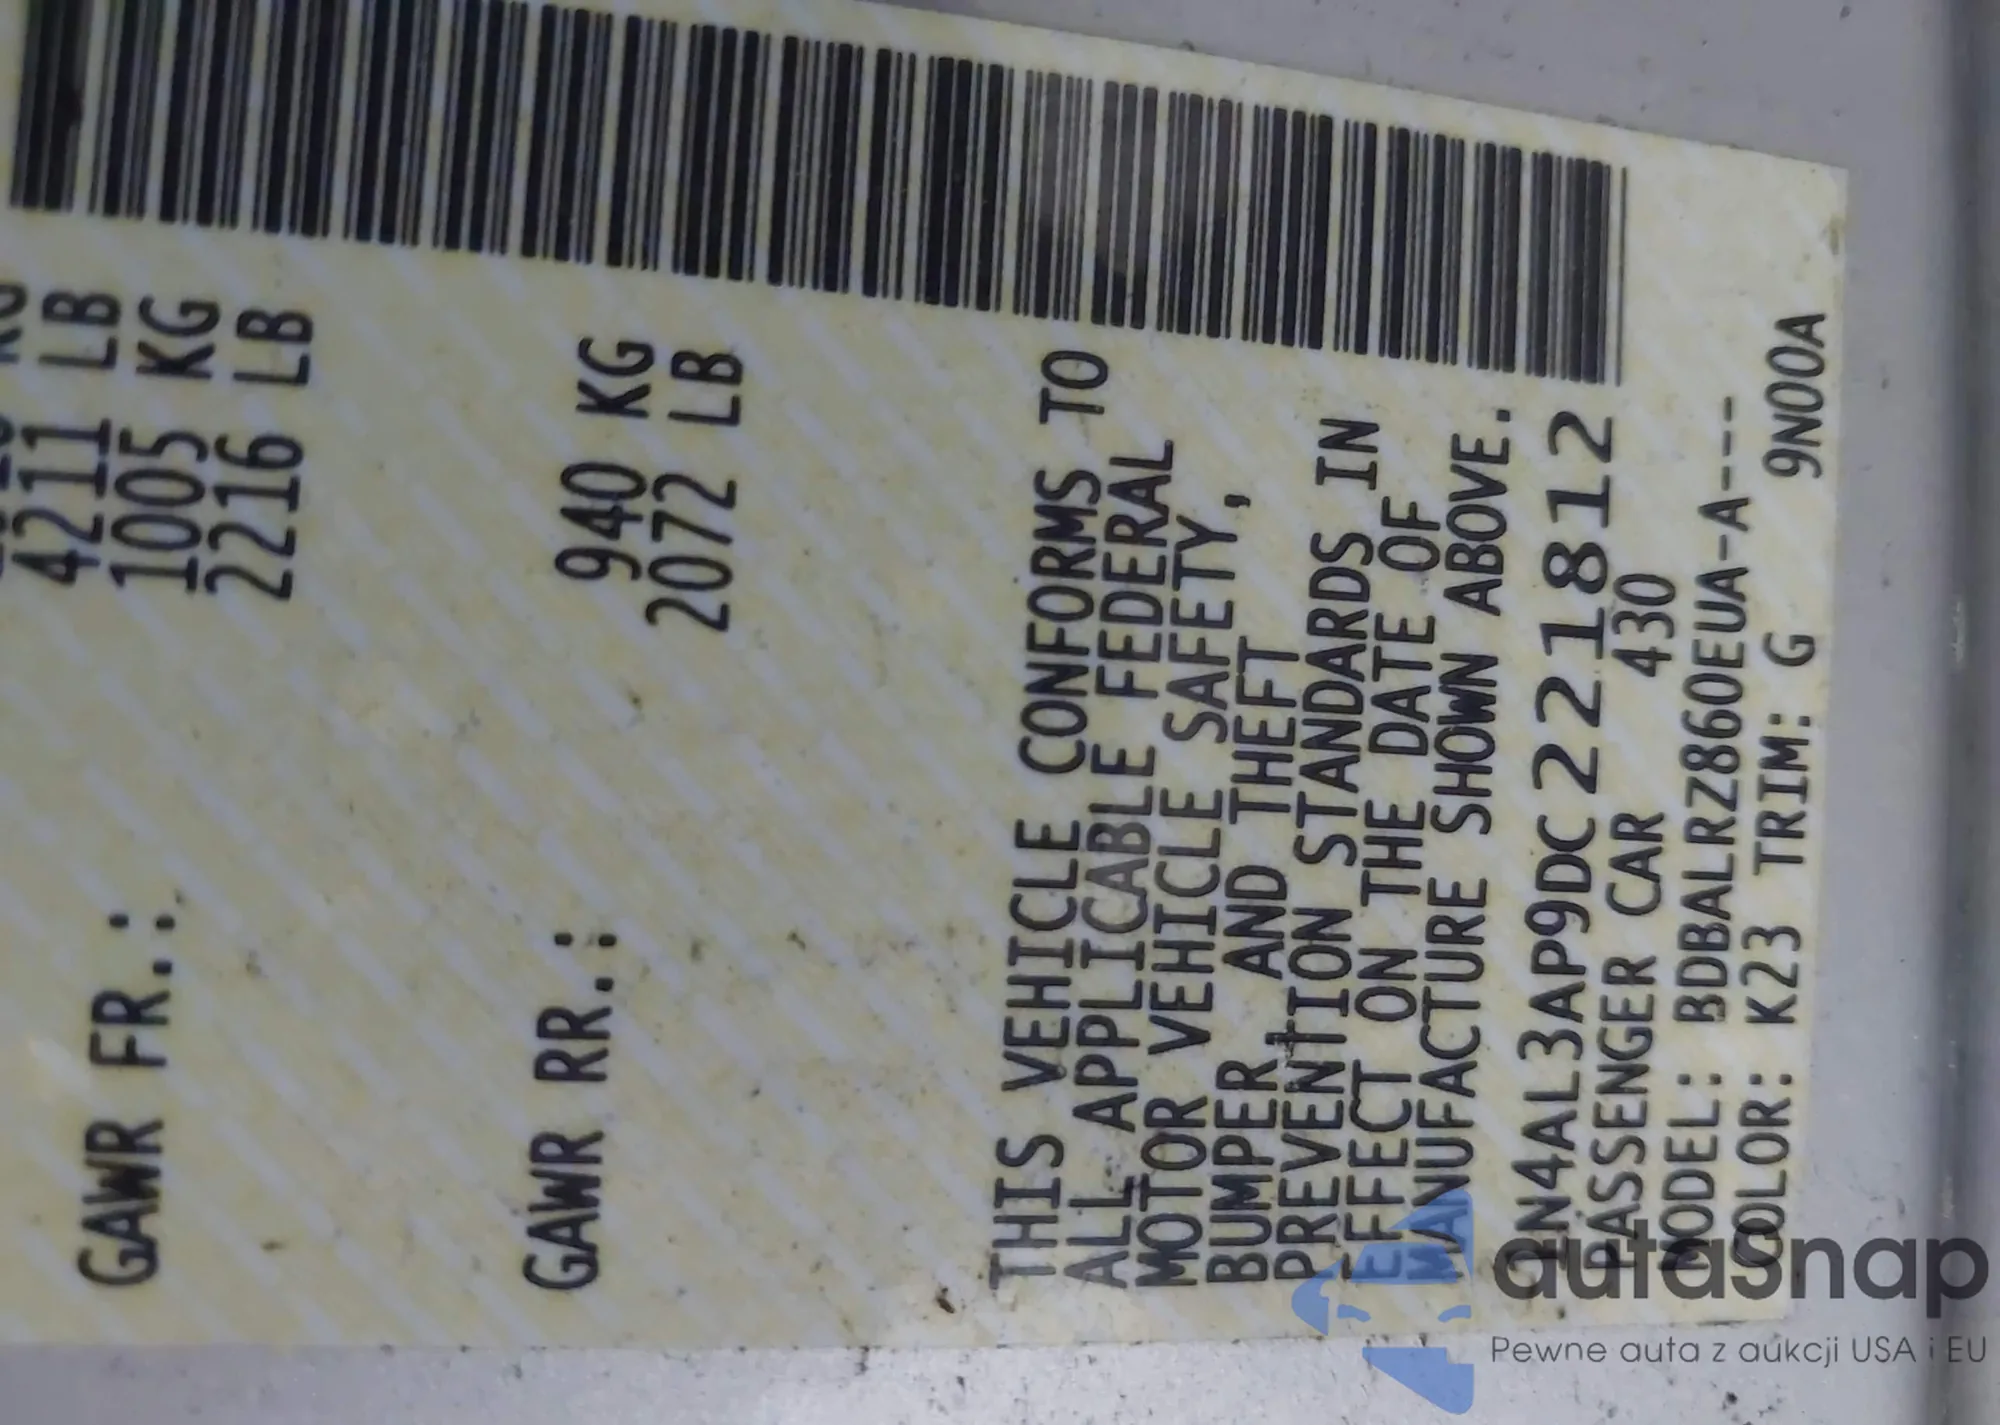 4211 LB
GAWR FR.: 1005 KG
2216 LB
GAWR RR.: 940 KG
2072 LB
THIS VEHICLE CONFORMS TO
ALL APPLICABLE FEDERAL
MOTOR VEHICLE SAFETY,
BUMPER AND THEFT
PREVENTION STANDARDS IN
EFFECT ON THE DATE OF
MANUFACTURE SHOWN ABOVE.
1N4AL3AP9DC221812
PASSENGER CAR 430
MODEL: BDBALRZ860EUA-A---
COLOR: K23 TRIM: G 9N00A
autasnap
Pewne auta z aukcji USA i EU